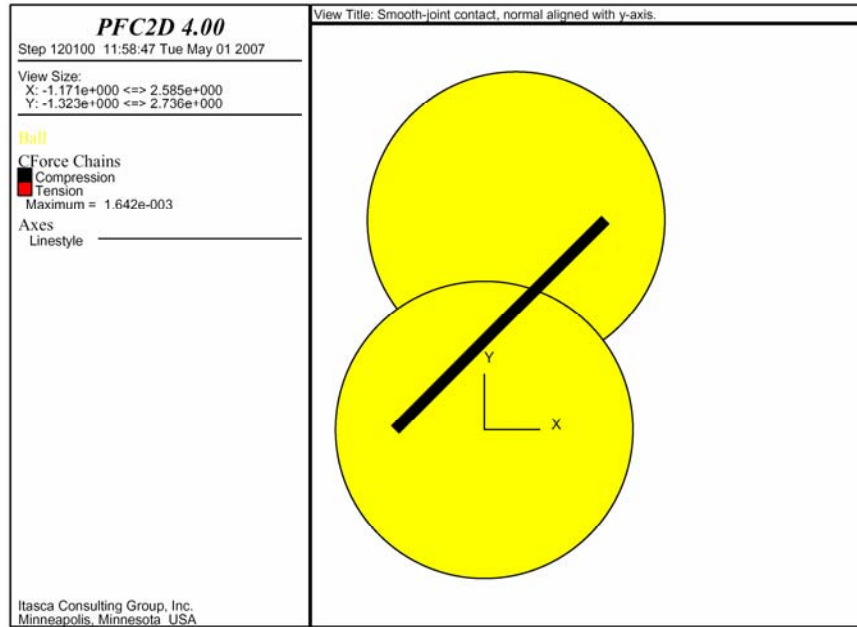 PFC2D 4.00
Step 120100 11:58:47 Tue May 01 2007
View Size:
X: -1.171e+000 <=> 2.585e+000
Y: -1.323e+000 <=> 2.736e+000
Ball
CForce Chains
Compression
Tension
Maximum = 1.642e-003
Axes
Linestyle
Itasca Consulting Group, Inc.
Minneapolis, Minnesota USA
View Title: Smooth-joint contact, normal aligned with y-axis.
Y
X